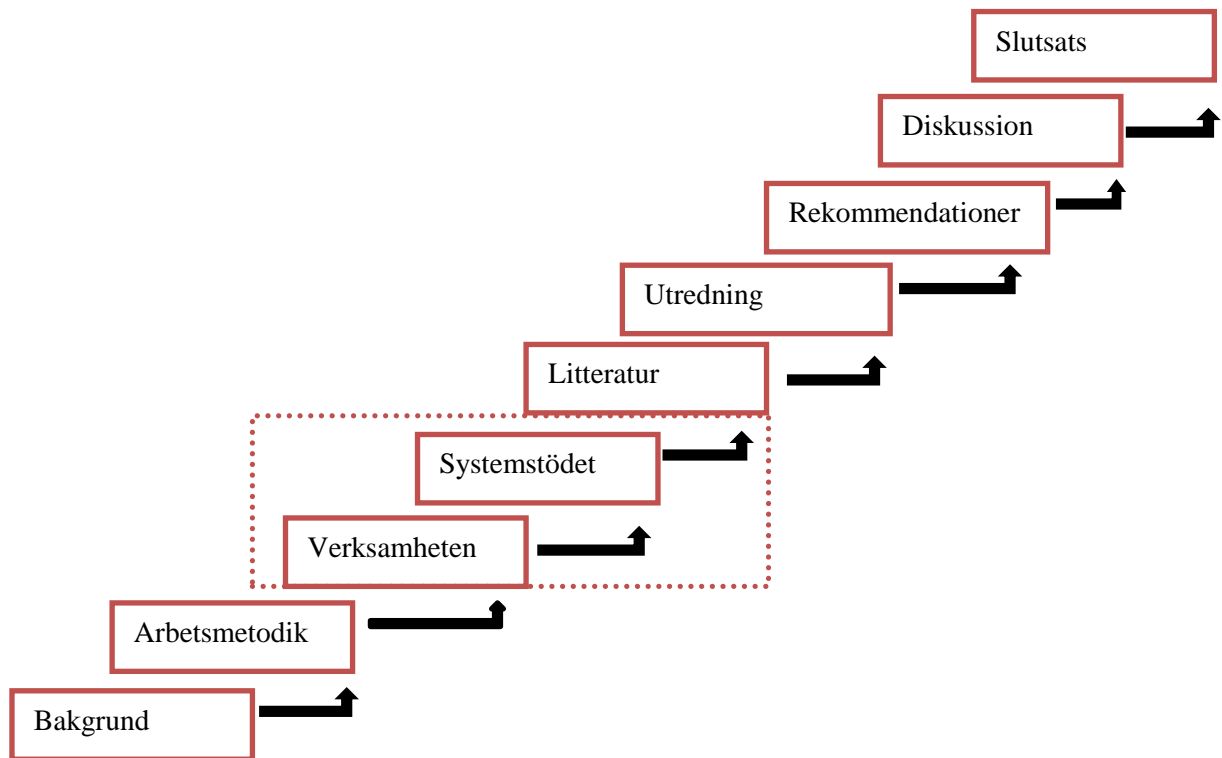 Slutsats
Diskussion
Rekommendationer
Utredning
Litteratur
Systemstödet
Verksamheten
Arbetsmetodik
Bakgrund